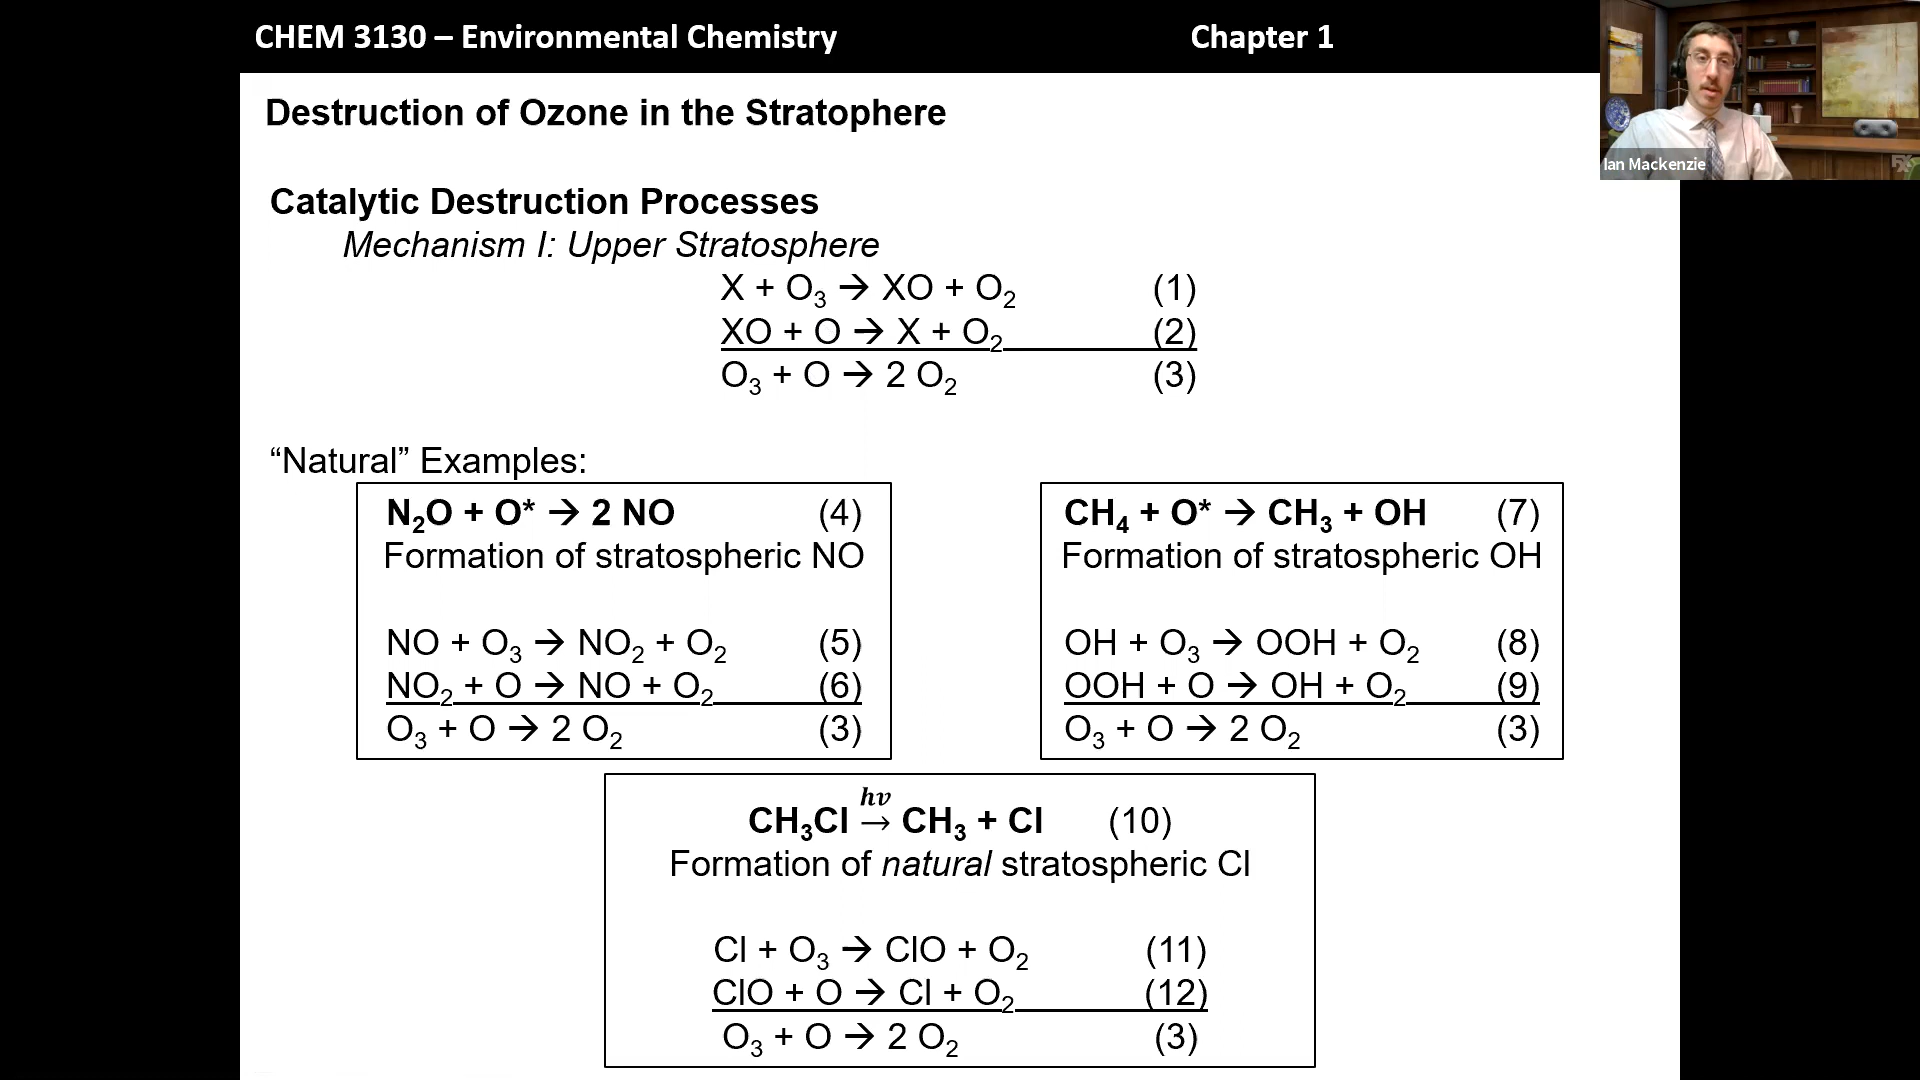 CHEM 3130 – Environmental Chemistry Chapter 1
Ian Mackenzie
Destruction of Ozone in the Stratophere
Catalytic Destruction Processes
Mechanism I: Upper Stratosphere
X + O₃ → XO + O₂ (1)
XO + O → X + O₂ (2)
O₃ + O → 2 O₂ (3)
“Natural” Examples:
N₂O + O* → 2 NO (4)
Formation of stratospheric NO
NO + O₃ → NO₂ + O₂ (5)
NO₂ + O → NO + O₂ (6)
O₃ + O → 2 O₂ (3)
CH₄ + O* → CH₃ + OH (7)
Formation of stratospheric OH
OH + O₃ → OOH + O₂ (8)
OOH + O → OH + O₂ (9)
O₃ + O → 2 O₂ (3)
hν
CH₃Cl → CH₃ + Cl (10)
Formation of natural stratospheric Cl
Cl + O₃ → ClO + O₂ (11)
ClO + O → Cl + O₂ (12)
O₃ + O → 2 O₂ (3)